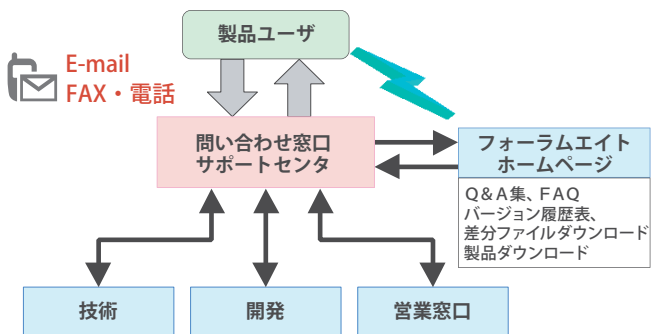 製品ユーザ
E-mail
FAX・電話
問い合わせ窓口
サポートセンタ
フォーラムエイト
ホームページ
Q&A集、FAQ
バージョン履歴表、
差分ファイルダウンロード
製品ダウンロード
技術
開発
営業窓口